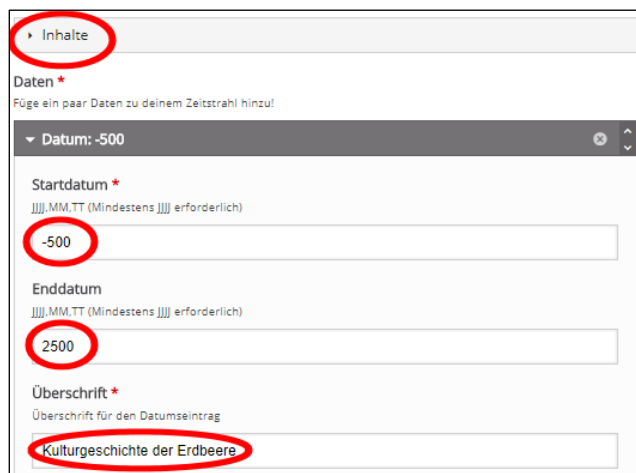 Inhalte
Daten *
Füge ein paar Daten zu deinem Zeitstrahl hinzu!
Datum: -500
Startdatum *
JJJJ,MM,TT (Mindestens JJJJ erforderlich)
-500
Enddatum
JJJJ,MM,TT (Mindestens JJJJ erforderlich)
2500
Überschrift *
Überschrift für den Datumseintrag
Kulturgeschichte der Erdbeere